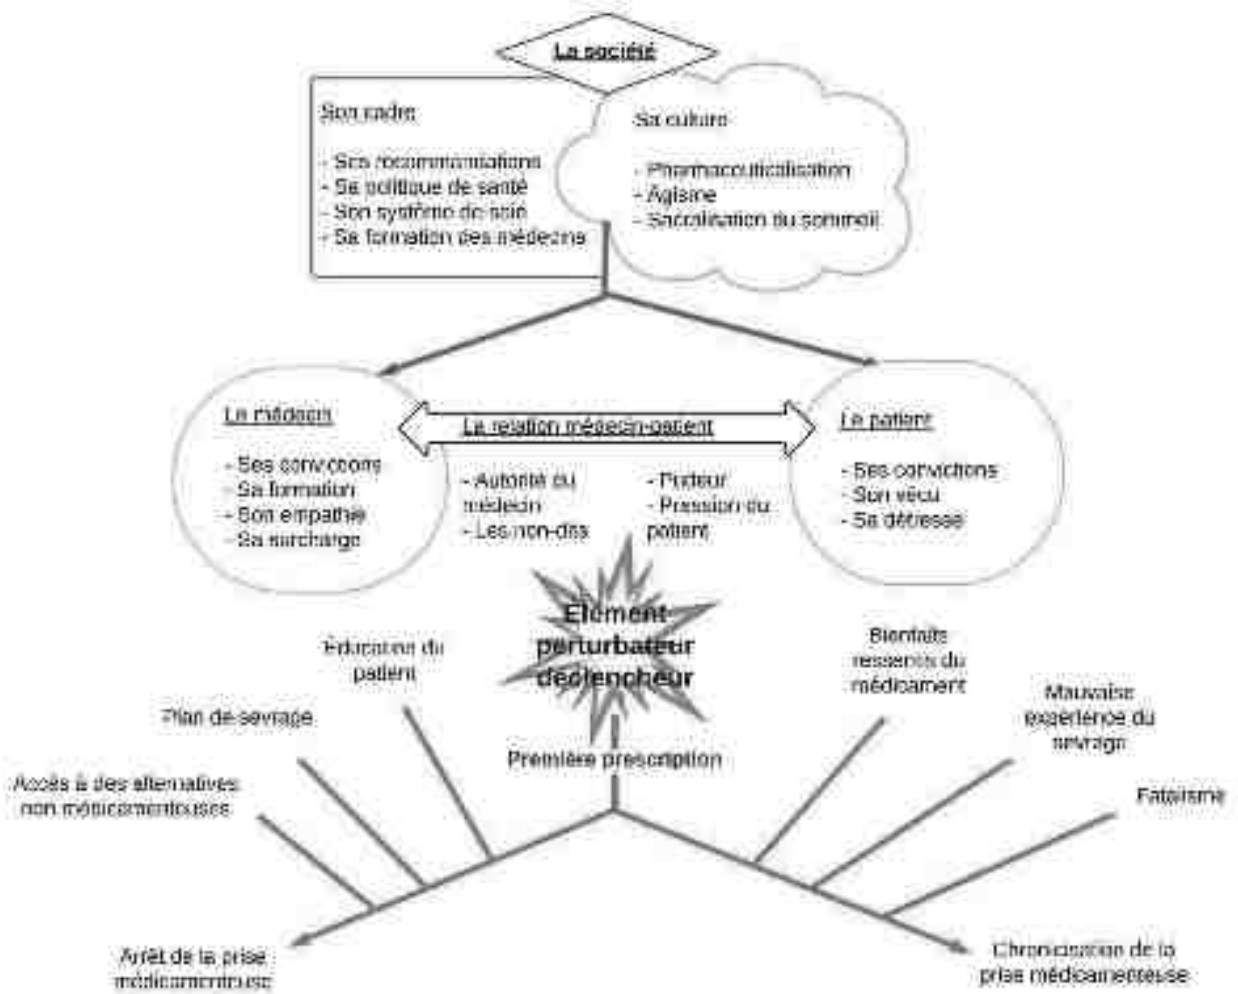 La société
Son cadre
- Ses recommandations
- Sa politique de santé
- Son système de soin
- Sa formation des médecins
Sa culture
- Pharmaceuticalisation
- Agisme
- Sacralisation du sommeil
Le médecin
- Ses convictions
- Sa formation
- Son empathie
- Sa surcharge
La relation médecin-patient
- Autorité du
médecin
- Les non-dits
- Pudeur
- Pression du
patient
Le patient
- Ses convictions
- Son vécu
- Sa détresse
Elément
perturbateur
déclencheur
Première prescription
Éducation du
patient
Plan de sevrage
Accès à des alternatives
non médicamenteuses
Arrêt de la prise
médicamenteuse
Bienfaits
ressentis du
médicament
Mauvaise
expérience du
sevrage
Fatalisme
Chronicisation de la
prise médicamenteuse